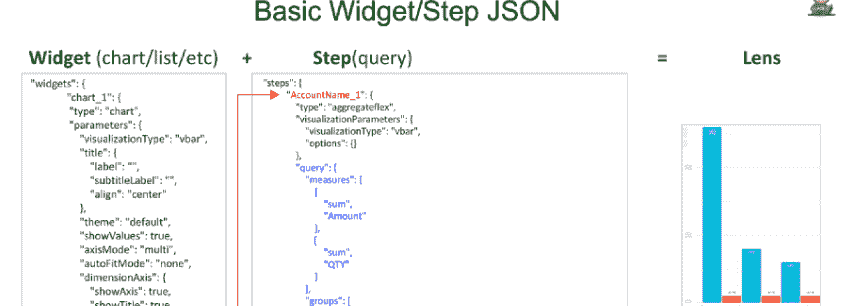 Basic Widget/Step JSON
Widget (chart/list/etc) + Step(query) = Lens
"widgets": {
"chart_1": {
"type": "chart",
"parameters": {
"visualizationType": "vbar",
"title": {
"label": "",
"subtitleLabel": "",
"align": "center"
},
"theme": "default",
"showValues": true,
"axisMode": "multi",
"autoFitMode": "none",
"dimensionAxis": {
"showAxis": true,
"showTitle": true,
"steps": {
"AccountName_1": {
"type": "aggregateflex",
"visualizationParameters": {
"visualizationType": "vbar",
"options": {}
},
"query": {
"measures": [
[
"sum",
"Amount"
],
[
"sum",
"QTY"
]
],
"groups": [